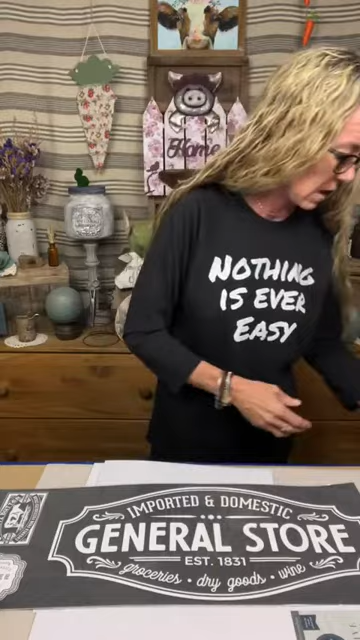 Home
NOTHING
IS EVER
EASY
IMPORTED & DOMESTIC
GENERAL STORE
EST. 1831
groceries • dry goods • wine